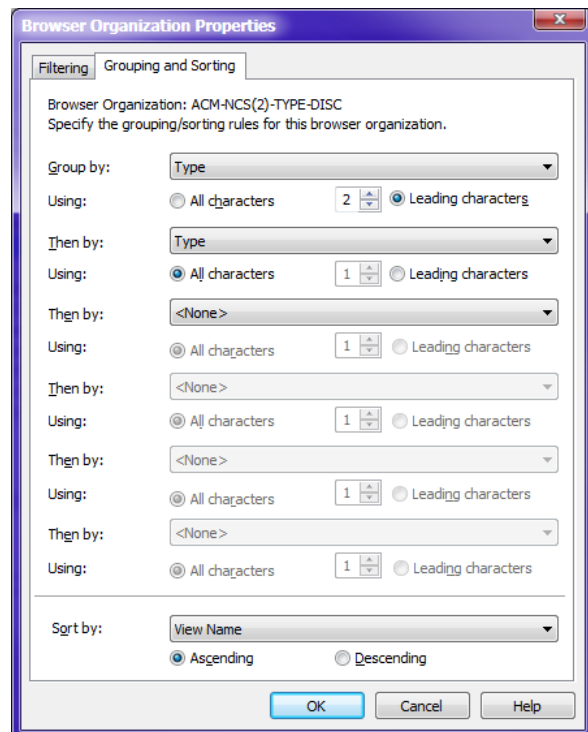 Browser Organization Properties
Filtering
Grouping and Sorting
Browser Organization: ACM-NCS(2)-TYPE-DISC
Specify the grouping/sorting rules for this browser organization.
Group by: Type
Using: All characters 2 Leading characters
Then by: Type
Using: All characters 1 Leading characters
Then by: <None>
Using: All characters 1 Leading characters
Then by: <None>
Using: All characters 1 Leading characters
Then by: <None>
Using: All characters 1 Leading characters
Then by: <None>
Using: All characters 1 Leading characters
Sort by: View Name
Ascending Descending
OK Cancel Help